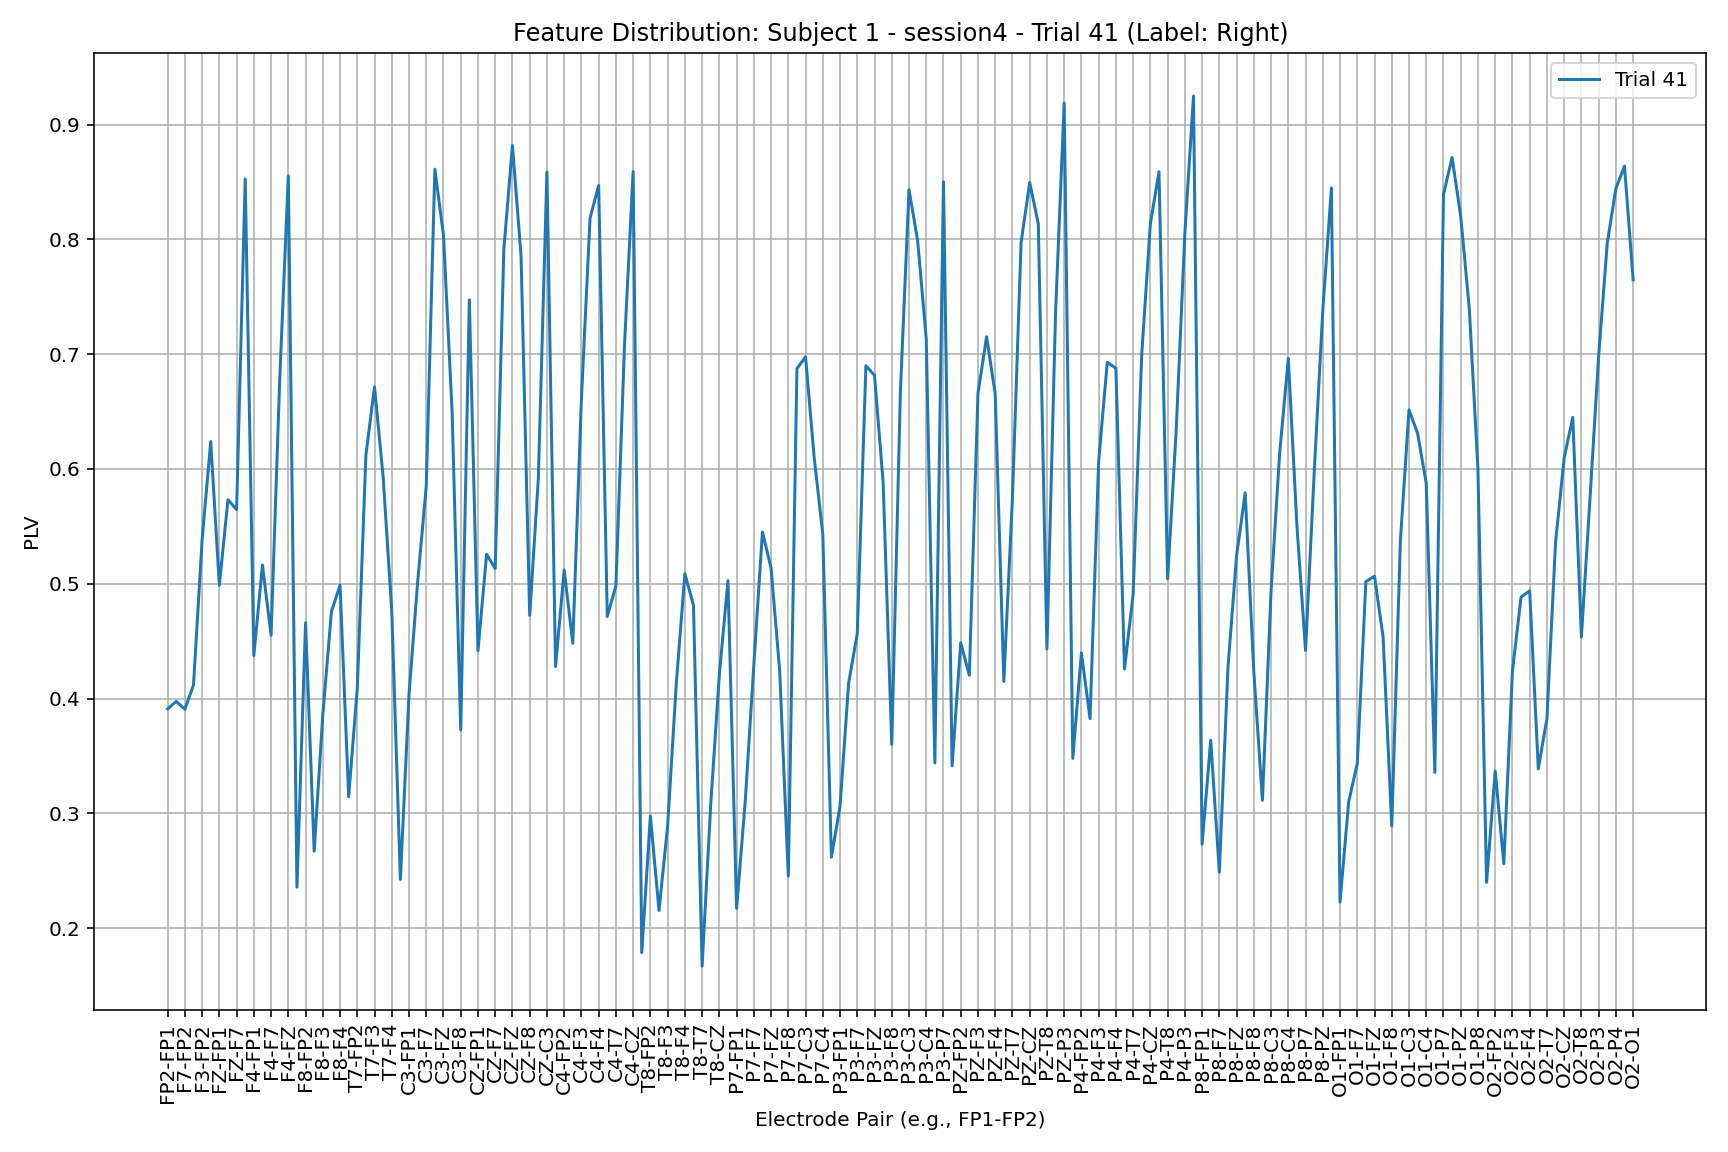 Feature Distribution: Subject 1 - session4 - Trial 41 (Label: Right)
Trial 41
0.9
0.8
0.7
0.6
0.5
0.4
0.3
0.2
PLV
FP2-FP1
F7-FP2
F3-FP2
FZ-FP1
FZ-F7
F4-FP1
F4-F7
F4-FZ
F8-FP2
F8-F3
F8-F4
T7-FP2
T7-F3
T7-F4
C3-FP1
C3-F7
C3-FZ
C3-F8
CZ-FP1
CZ-F7
CZ-FZ
CZ-F8
CZ-C3
C4-FP2
C4-F3
C4-F4
C4-T7
C4-CZ
T8-FP2
T8-F3
T8-F4
T8-T7
T8-CZ
P7-FP1
P7-F7
P7-FZ
P7-F8
P7-C3
P7-C4
P3-FP1
P3-F7
P3-FZ
P3-F8
P3-C3
P3-C4
P3-P7
PZ-FP2
PZ-F3
PZ-F4
PZ-T7
PZ-CZ
PZ-T8
PZ-P3
P4-FP2
P4-F3
P4-F4
P4-T7
P4-CZ
P4-T8
P4-P3
P8-FP1
P8-F7
P8-FZ
P8-F8
P8-C3
P8-C4
P8-P7
P8-PZ
O1-FP1
O1-F7
O1-FZ
O1-F8
O1-C3
O1-C4
O1-P7
O1-PZ
O1-P8
O2-FP2
O2-F3
O2-F4
O2-T7
O2-CZ
O2-T8
O2-P3
O2-P4
O2-O1
Electrode Pair (e.g., FP1-FP2)